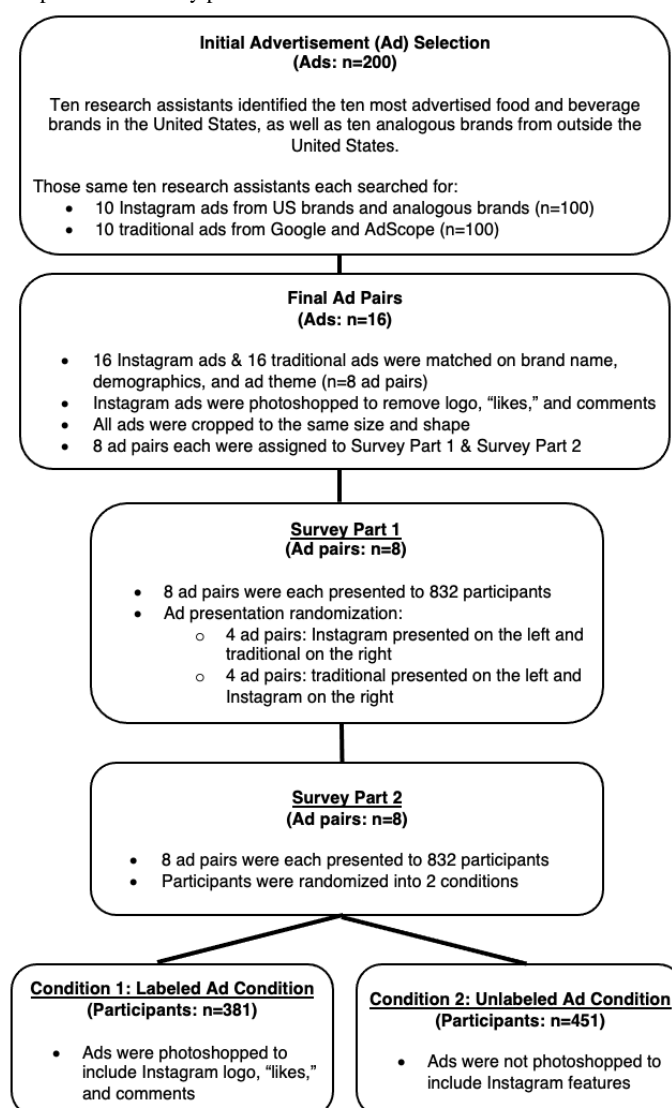 Initial Advertisement (Ad) Selection
(Ads: n=200)
Ten research assistants identified the ten most advertised food and beverage
brands in the United States, as well as ten analogous brands from outside the
United States.
Those same ten research assistants each searched for:
• 10 Instagram ads from US brands and analogous brands (n=100)
• 10 traditional ads from Google and AdScope (n=100)
Final Ad Pairs
(Ads: n=16)
• 16 Instagram ads & 16 traditional ads were matched on brand name,
demographics, and ad theme (n=8 ad pairs)
• Instagram ads were photoshopped to remove logo, “likes,” and comments
• All ads were cropped to the same size and shape
• 8 ad pairs each were assigned to Survey Part 1 & Survey Part 2
Survey Part 1
(Ad pairs: n=8)
• 8 ad pairs were each presented to 832 participants
• Ad presentation randomization:
o 4 ad pairs: Instagram presented on the left and
traditional on the right
o 4 ad pairs: traditional presented on the left and
Instagram on the right
Survey Part 2
(Ad pairs: n=8)
• 8 ad pairs were each presented to 832 participants
• Participants were randomized into 2 conditions
Condition 1: Labeled Ad Condition
(Participants: n=381)
• Ads were photoshopped to
include Instagram logo, “likes,”
and comments
Condition 2: Unlabeled Ad Condition
(Participants: n=451)
• Ads were not photoshopped to
include Instagram features